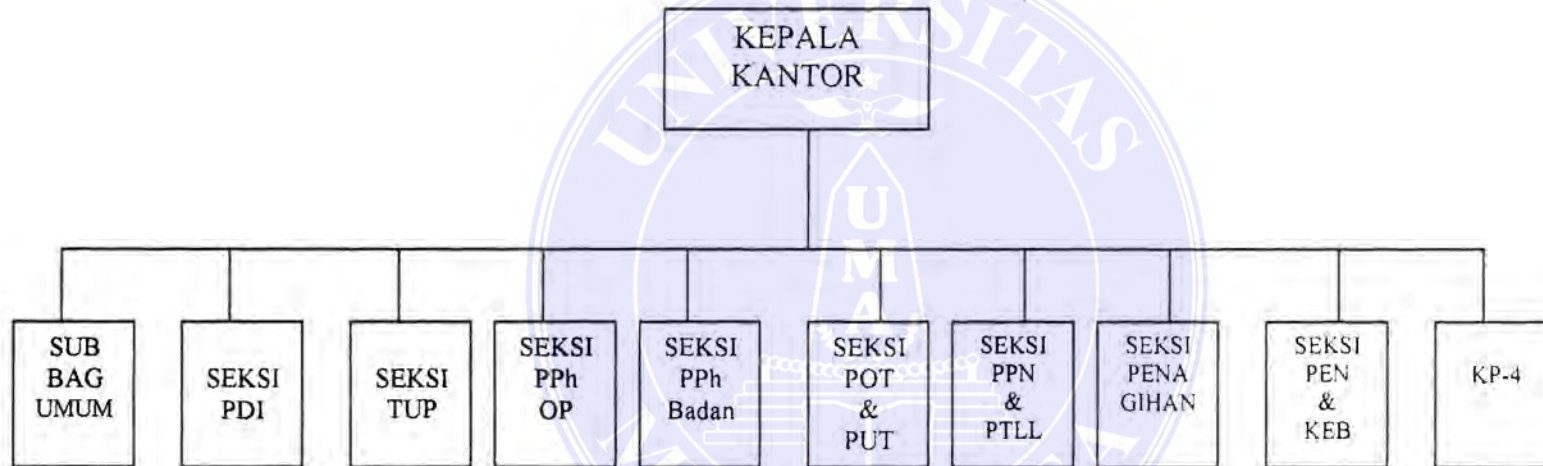 KEPALA
KANTOR
UNIVERSITAS
U
M
A
SUB
BAG
UMUM
SEKSI
PDI
SEKSI
TUP
SEKSI
PPh
OP
SEKSI
PPh
Badan
SEKSI
POT
&
PUT
SEKSI
PPN
&
PTLL
SEKSI
PENA
GIHAN
SEKSI
PEN
&
KEB
KP-4